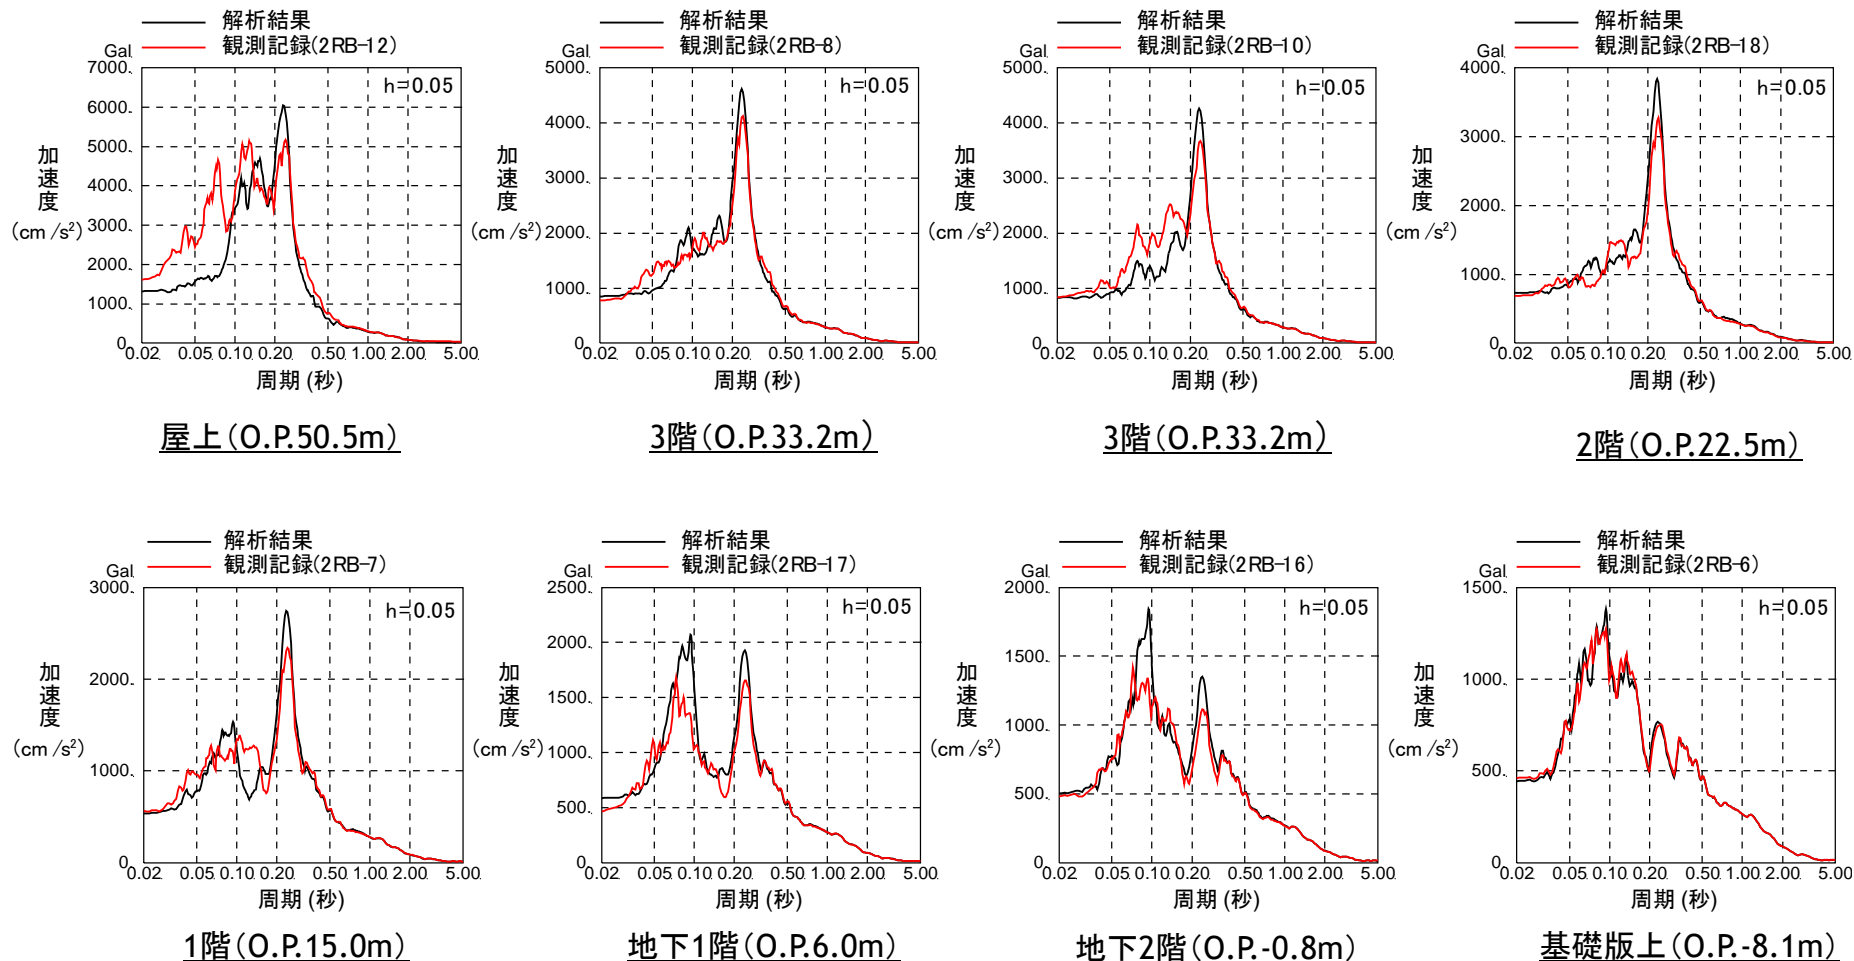 解析結果
観測記録(2RB-12)
Gal.
7000.
6000.
5000.
4000.
3000.
2000.
1000.
0.
h=0.05
加速度
(cm/s²)
0.02 0.05 0.10 0.20 0.50 1.00 2.00 5.00
周期(秒)
屋上(O.P.50.5m)
解析結果
観測記録(2RB-8)
Gal.
5000.
4000.
3000.
2000.
1000.
0.
h=0.05
加速度
(cm/s²)
0.02 0.05 0.10 0.20 0.50 1.00 2.00 5.00
周期(秒)
3階(O.P.33.2m)
解析結果
観測記録(2RB-10)
Gal.
5000.
4000.
3000.
2000.
1000.
0.
h=0.05
加速度
(cm/s²)
0.02 0.05 0.10 0.20 0.50 1.00 2.00 5.00
周期(秒)
3階(O.P.33.2m)
解析結果
観測記録(2RB-18)
Gal.
4000.
3000.
2000.
1000.
0.
h=0.05
加速度
(cm/s²)
0.02 0.05 0.10 0.20 0.50 1.00 2.00 5.00
周期(秒)
2階(O.P.22.5m)
解析結果
観測記録(2RB-7)
Gal.
3000.
2000.
1000.
0.
h=0.05
加速度
(cm/s²)
0.02 0.05 0.10 0.20 0.50 1.00 2.00 5.00
周期(秒)
1階(O.P.15.0m)
解析結果
観測記録(2RB-17)
Gal.
2500.
2000.
1500.
1000.
500.
0.
h=0.05
加速度
(cm/s²)
0.02 0.05 0.10 0.20 0.50 1.00 2.00 5.00
周期(秒)
地下1階(O.P.6.0m)
解析結果
観測記録(2RB-16)
Gal.
2000.
1500.
1000.
500.
0.
h=0.05
加速度
(cm/s²)
0.02 0.05 0.10 0.20 0.50 1.00 2.00 5.00
周期(秒)
地下2階(O.P.-0.8m)
解析結果
観測記録(2RB-6)
Gal.
1500.
1000.
500.
0.
h=0.05
加速度
(cm/s²)
0.02 0.05 0.10 0.20 0.50 1.00 2.00 5.00
周期(秒)
基礎版上(O.P.-8.1m)